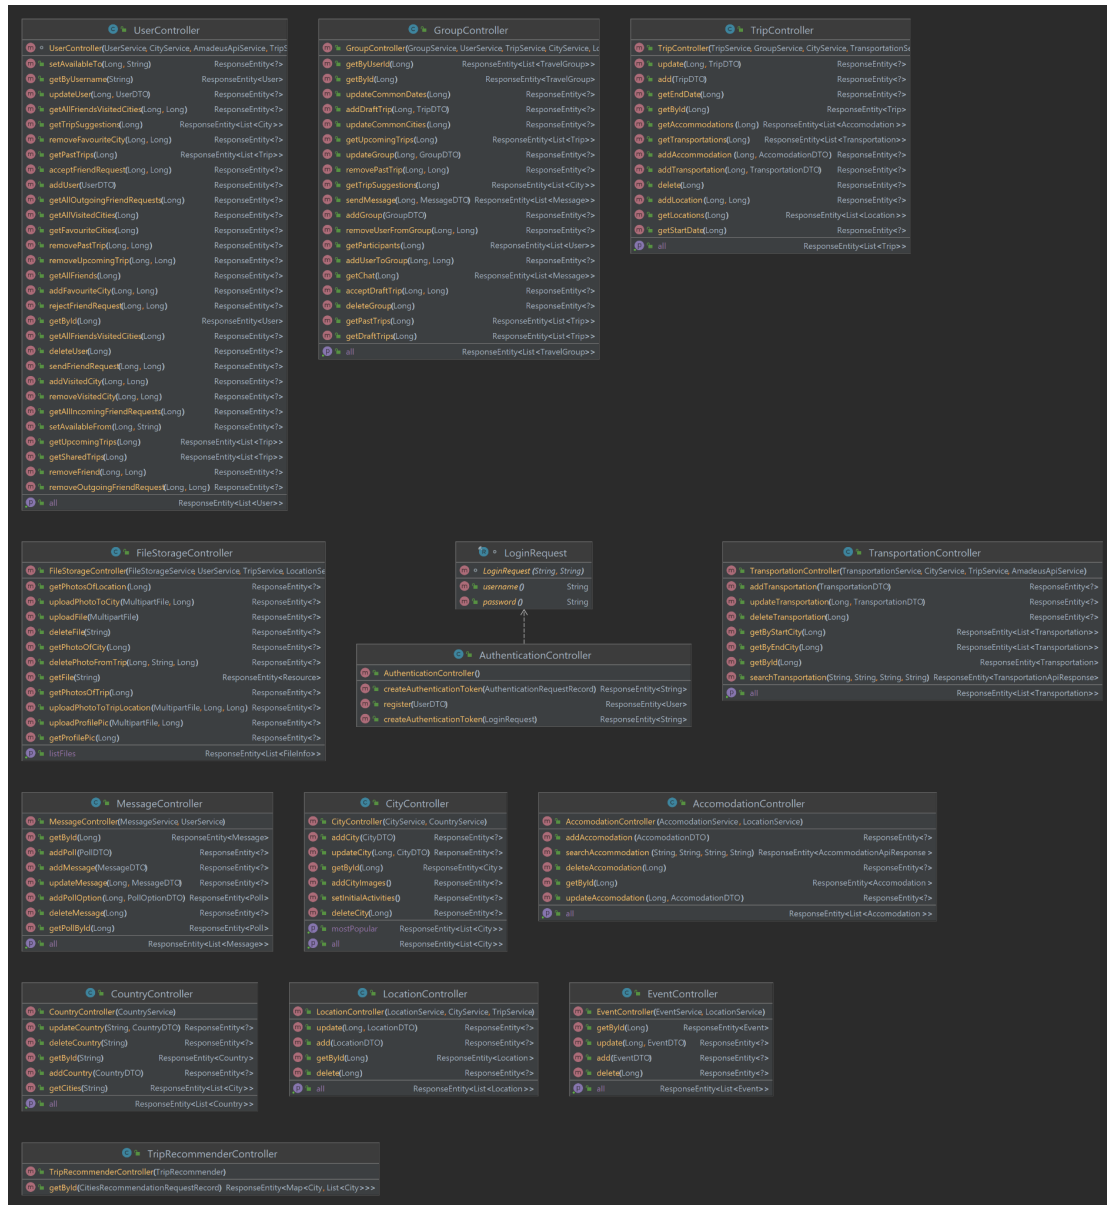 UserController
UserController(UserService, CityService, AmadeusApiService, TripS
setAvailableTo(Long, String) ResponseEntity<?>
getByUsername(String) ResponseEntity<User>
updateUser(Long, UserDTO) ResponseEntity<?>
getAllFriendsVisitedCities(Long, Long) ResponseEntity<?>
getTripSuggestions(Long) ResponseEntity<List<City>>
removeFavouriteCity(Long, Long) ResponseEntity<?>
getPastTrips(Long) ResponseEntity<List<Trip>>
acceptFriendRequest(Long, Long) ResponseEntity<?>
addUser(UserDTO) ResponseEntity<?>
getAllOutgoingFriendRequests(Long) ResponseEntity<?>
getAllVisitedCities(Long) ResponseEntity<?>
getFavouriteCities(Long) ResponseEntity<?>
removePastTrip(Long, Long) ResponseEntity<?>
removeUpcomingTrip(Long, Long) ResponseEntity<?>
getAllFriends(Long) ResponseEntity<?>
addFavouriteCity(Long, Long) ResponseEntity<?>
rejectFriendRequest(Long, Long) ResponseEntity<?>
getById(Long) ResponseEntity<User>
getAllFriendsVisitedCities(Long) ResponseEntity<?>
deleteUser(Long) ResponseEntity<?>
sendFriendRequest(Long, Long) ResponseEntity<?>
addVisitedCity(Long, Long) ResponseEntity<?>
removeVisitedCity(Long, Long) ResponseEntity<?>
getAllIncomingFriendRequests(Long) ResponseEntity<?>
setAvailableFrom(Long, String) ResponseEntity<?>
getUpcomingTrips(Long) ResponseEntity<List<Trip>>
getSharedTrips(Long) ResponseEntity<List<Trip>>
removeFriend(Long, Long) ResponseEntity<?>
removeOutgoingFriendRequest(Long, Long) ResponseEntity<?>
all ResponseEntity<List<User>>
GroupController
GroupController(GroupService, UserService, TripService, CityService, Lo
getByUserId(Long) ResponseEntity<List<TravelGroup>>
getById(Long) ResponseEntity<TravelGroup>
updateCommonDates(Long) ResponseEntity<?>
addDraftTrip(Long, TripDTO) ResponseEntity<?>
updateCommonCities(Long) ResponseEntity<?>
getUpcomingTrips(Long) ResponseEntity<List<Trip>>
updateGroup(Long, GroupDTO) ResponseEntity<?>
removePastTrip(Long, Long) ResponseEntity<?>
getTripSuggestions(Long) ResponseEntity<List<City>>
sendMessage(Long, MessageDTO) ResponseEntity<List<Message>>
addGroup(GroupDTO) ResponseEntity<?>
removeUserFromGroup(Long, Long) ResponseEntity<?>
getParticipants(Long) ResponseEntity<List<User>>
addUserToGroup(Long, Long) ResponseEntity<?>
getChat(Long) ResponseEntity<List<Message>>
acceptDraftTrip(Long, Long) ResponseEntity<?>
deleteGroup(Long) ResponseEntity<?>
getPastTrips(Long) ResponseEntity<List<Trip>>
getDraftTrips(Long) ResponseEntity<List<Trip>>
all ResponseEntity<List<TravelGroup>>
TripController
TripController(TripService, GroupService, CityService, TransportationSe
update(Long, TripDTO) ResponseEntity<?>
add(TripDTO) ResponseEntity<?>
getEndDate(Long) ResponseEntity<?>
getById(Long) ResponseEntity<Trip>
getAccommodations(Long) ResponseEntity<List<Accomodation>>
getTransportations(Long) ResponseEntity<List<Transportation>>
addAccommodation(Long, AccomodationDTO) ResponseEntity<?>
addTransportation(Long, TransportationDTO) ResponseEntity<?>
delete(Long) ResponseEntity<?>
addLocation(Long, Long) ResponseEntity<?>
getLocations(Long) ResponseEntity<List<Location>>
getStartDate(Long) ResponseEntity<?>
all ResponseEntity<List<Trip>>
FileStorageController
FileStorageController(FileStorageService, UserService, TripService, LocationSe
getPhotosOfLocation(Long) ResponseEntity<?>
uploadPhotoToCity(MultipartFile, Long) ResponseEntity<?>
uploadFile(MultipartFile) ResponseEntity<?>
deleteFile(String) ResponseEntity<?>
getPhotoOfCity(Long) ResponseEntity<?>
deletePhotoFromTrip(Long, String, Long) ResponseEntity<?>
getFile(String) ResponseEntity<Resource>
getPhotosOfTrip(Long) ResponseEntity<?>
uploadPhotoToTripLocation(MultipartFile, Long, Long) ResponseEntity<?>
uploadProfilePic(MultipartFile, Long) ResponseEntity<?>
getProfilePic(Long) ResponseEntity<?>
listFiles ResponseEntity<List<FileInfo>>
LoginRequest
LoginRequest(String, String)
username() String
password() String
AuthenticationController
AuthenticationController()
createAuthenticationToken(AuthenticationRequestRecord) ResponseEntity<String>
register(UserDTO) ResponseEntity<User>
createAuthenticationToken(LoginRequest) ResponseEntity<String>
TransportationController
TransportationController(TransportationService, CityService, TripService, AmadeusApiService)
addTransportation(TransportationDTO) ResponseEntity<?>
updateTransportation(Long, TransportationDTO) ResponseEntity<?>
deleteTransportation(Long) ResponseEntity<?>
getByStartCity(Long) ResponseEntity<List<Transportation>>
getByEndCity(Long) ResponseEntity<List<Transportation>>
getById(Long) ResponseEntity<Transportation>
searchTransportation(String, String, String, String) ResponseEntity<TransportationApiResponse>
all ResponseEntity<List<Transportation>>
MessageController
MessageController(MessageService, UserService)
getById(Long) ResponseEntity<Message>
addPoll(PollDTO) ResponseEntity<?>
addMessage(MessageDTO) ResponseEntity<?>
updateMessage(Long, MessageDTO) ResponseEntity<?>
addPollOption(Long, PollOptionDTO) ResponseEntity<Poll>
deleteMessage(Long) ResponseEntity<?>
getPollById(Long) ResponseEntity<Poll>
all ResponseEntity<List<Message>>
CityController
CityController(CityService, CountryService)
addCity(CityDTO) ResponseEntity<?>
updateCity(Long, CityDTO) ResponseEntity<?>
getById(Long) ResponseEntity<City>
addCityImages() ResponseEntity<?>
setInitialActivities() ResponseEntity<?>
deleteCity(Long) ResponseEntity<?>
mostPopular ResponseEntity<List<City>>
all ResponseEntity<List<City>>
AccomodationController
AccomodationController(AccomodationService, LocationService)
addAccomodation(AccomodationDTO) ResponseEntity<?>
searchAccommodation(String, String, String, String) ResponseEntity<AccommodationApiResponse>
deleteAccomodation(Long) ResponseEntity<?>
getById(Long) ResponseEntity<Accomodation>
updateAccomodation(Long, AccomodationDTO) ResponseEntity<?>
all ResponseEntity<List<Accomodation>>
CountryController
CountryController(CountryService)
updateCountry(String, CountryDTO) ResponseEntity<?>
deleteCountry(String) ResponseEntity<?>
getById(String) ResponseEntity<Country>
addCountry(CountryDTO) ResponseEntity<?>
getCities(String) ResponseEntity<List<City>>
all ResponseEntity<List<Country>>
LocationController
LocationController(LocationService, CityService, TripService)
update(Long, LocationDTO) ResponseEntity<?>
add(LocationDTO) ResponseEntity<?>
getById(Long) ResponseEntity<Location>
delete(Long) ResponseEntity<?>
all ResponseEntity<List<Location>>
EventController
EventController(EventService, LocationService)
getById(Long) ResponseEntity<Event>
update(Long, EventDTO) ResponseEntity<?>
add(EventDTO) ResponseEntity<?>
delete(Long) ResponseEntity<?>
all ResponseEntity<List<Event>>
TripRecommenderController
TripRecommenderController(TripRecommender)
getById(CitiesRecommendationRequestRecord) ResponseEntity<Map<City, List<City>>>